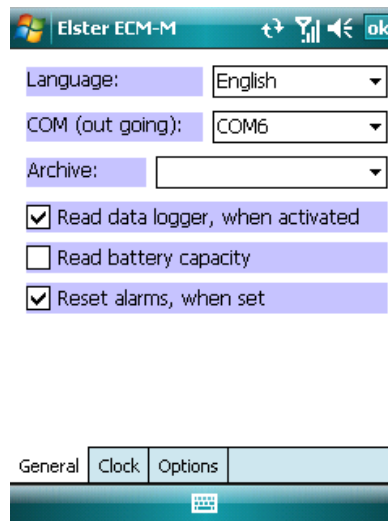 Elster ECM-M ok
Language: English
COM (out going): COM6
Archive:
Read data logger, when activated
Read battery capacity
Reset alarms, when set
General Clock Options